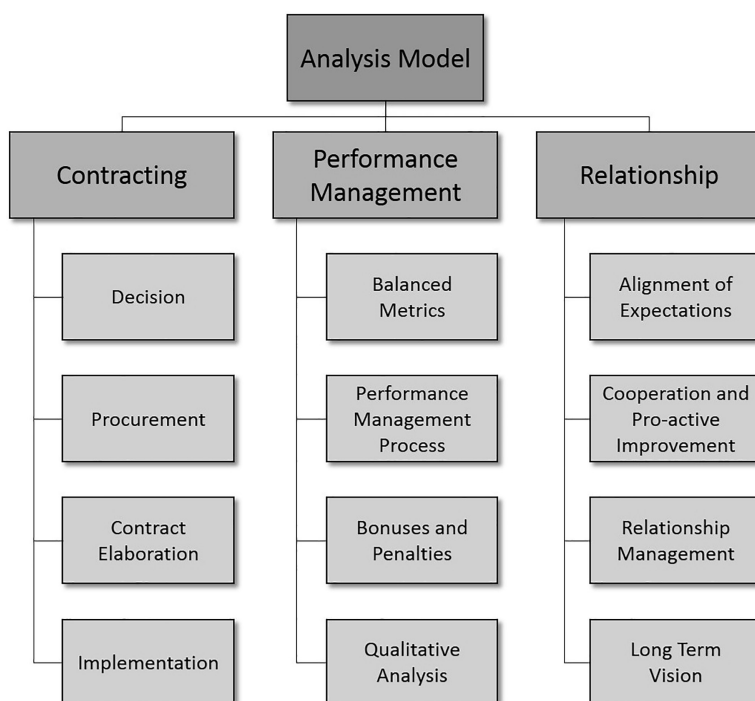 Analysis Model
Contracting
Performance
Management
Relationship
Decision
Balanced
Metrics
Alignment of
Expectations
Procurement
Performance
Management
Process
Cooperation and
Pro-active
Improvement
Contract
Elaboration
Bonuses and
Penalties
Relationship
Management
Implementation
Qualitative
Analysis
Long Term
Vision